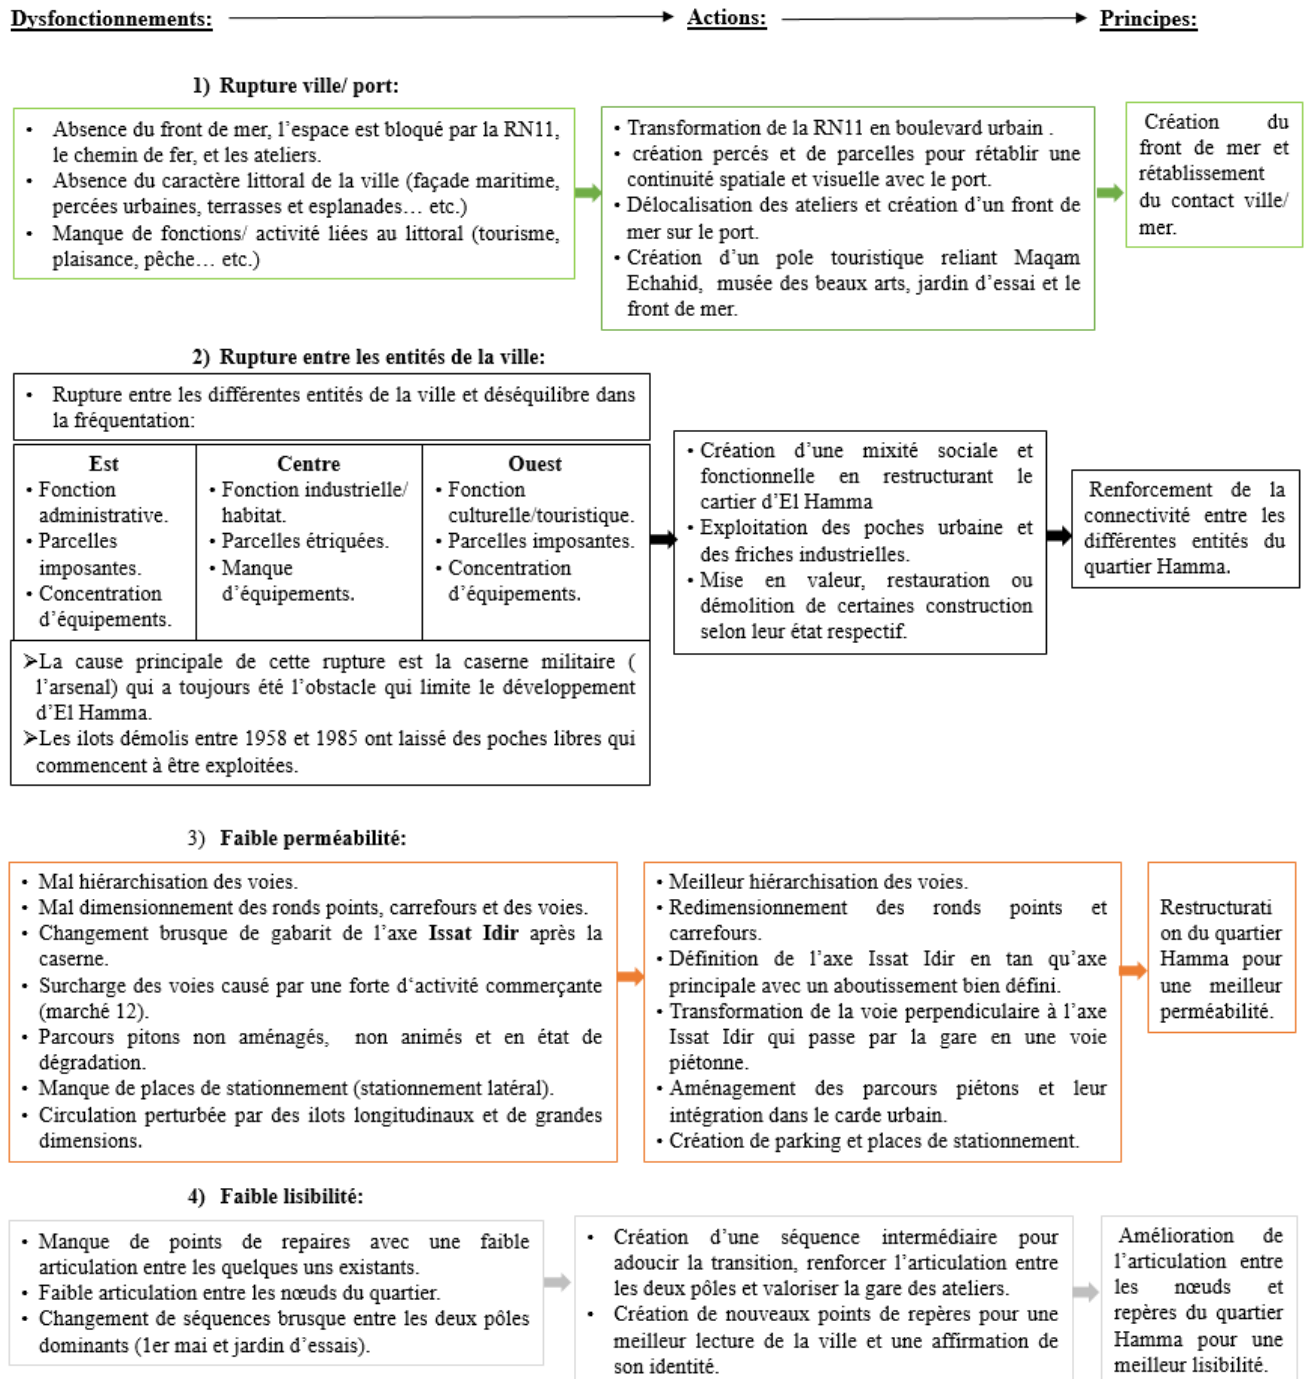 Dysfonctionnements:
Actions:
Principes:
1) Rupture ville/ port:
• Absence du front de mer, l’espace est bloqué par la RN11,
le chemin de fer, et les ateliers.
• Absence du caractère littoral de la ville (façade maritime,
percées urbaines, terrasses et esplanades… etc.)
• Manque de fonctions/ activité liées au littoral (tourisme,
plaisance, pêche… etc.)
• Transformation de la RN11 en boulevard urbain .
• création percés et de parcelles pour rétablir une
continuité spatiale et visuelle avec le port.
• Délocalisation des ateliers et création d’un front de
mer sur le port.
• Création d’un pole touristique reliant Maqam
Echahid, musée des beaux arts, jardin d’essai et le
front de mer.
Création du
front de mer et
rétablissement
du contact ville/
mer.
2) Rupture entre les entités de la ville:
• Rupture entre les différentes entités de la ville et déséquilibre dans
la fréquentation:
Est
• Fonction
administrative.
• Parcelles
imposantes.
• Concentration
d’équipements.
Centre
• Fonction industrielle/
habitat.
• Parcelles étriquées.
• Manque
d’équipements.
Ouest
• Fonction
culturelle/touristique.
• Parcelles imposantes.
• Concentration
d’équipements.
➢La cause principale de cette rupture est la caserne militaire (
l’arsenal) qui a toujours été l’obstacle qui limite le développement
d’El Hamma.
➢Les ilots démolis entre 1958 et 1985 ont laissé des poches libres qui
commencent à être exploitées.
• Création d’une mixité sociale et
fonctionnelle en restructurant le
cartier d’El Hamma
• Exploitation des poches urbaine et
des friches industrielles.
• Mise en valeur, restauration ou
démolition de certaines construction
selon leur état respectif.
Renforcement de la
connectivité entre les
différentes entités du
quartier Hamma.
3) Faible perméabilité:
• Mal hiérarchisation des voies.
• Mal dimensionnement des ronds points, carrefours et des voies.
• Changement brusque de gabarit de l’axe Issat Idir après la
caserne.
• Surcharge des voies causé par une forte d‘activité commerçante
(marché 12).
• Parcours pitons non aménagés, non animés et en état de
dégradation.
• Manque de places de stationnement (stationnement latéral).
• Circulation perturbée par des ilots longitudinaux et de grandes
dimensions.
• Meilleur hiérarchisation des voies.
• Redimensionnement des ronds points et
carrefours.
• Définition de l’axe Issat Idir en tan qu’axe
principale avec un aboutissement bien défini.
• Transformation de la voie perpendiculaire à l’axe
Issat Idir qui passe par la gare en une voie
piétonne.
• Aménagement des parcours piétons et leur
intégration dans le carde urbain.
• Création de parking et places de stationnement.
Restructurati
on du quartier
Hamma pour
une meilleur
perméabilité.
4) Faible lisibilité:
• Manque de points de repaires avec une faible
articulation entre les quelques uns existants.
• Faible articulation entre les nœuds du quartier.
• Changement de séquences brusque entre les deux pôles
dominants (1er mai et jardin d’essais).
• Création d’une séquence intermédiaire pour
adoucir la transition, renforcer l’articulation entre
les deux pôles et valoriser la gare des ateliers.
• Création de nouveaux points de repères pour une
meilleur lecture de la ville et une affirmation de
son identité.
Amélioration de
l’articulation entre
les nœuds et
repères du quartier
Hamma pour une
meilleur lisibilité.